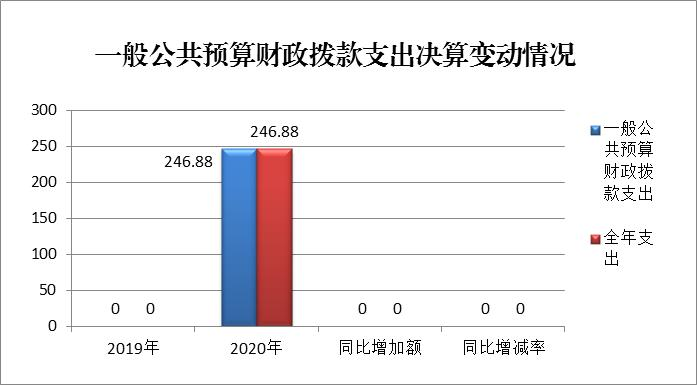 一般公共预算财政拨款支出决算变动情况
300
250
200
150
100
50
0
246.88
246.88
0 0
0 0
0 0
2019年
2020年
同比增加额
同比增减率
一般公
共预算
财政拨
款支出
全年支
出